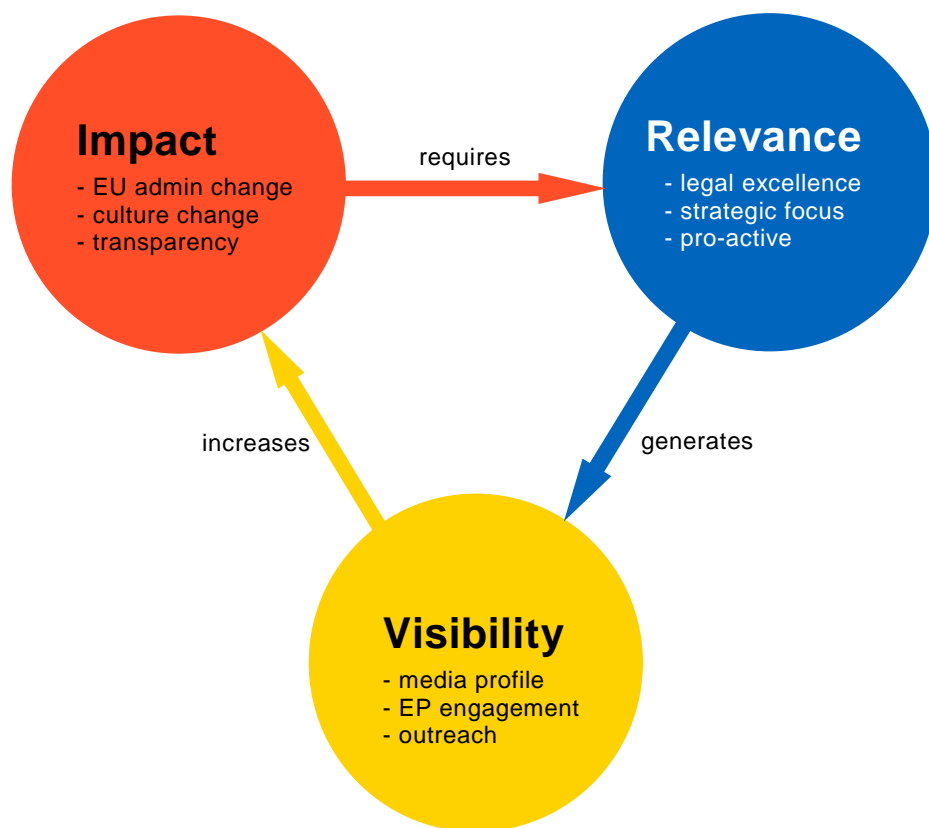 Impact
- EU admin change
- culture change
- transparency
requires
Relevance
- legal excellence
- strategic focus
- pro-active
increases
generates
Visibility
- media profile
- EP engagement
- outreach